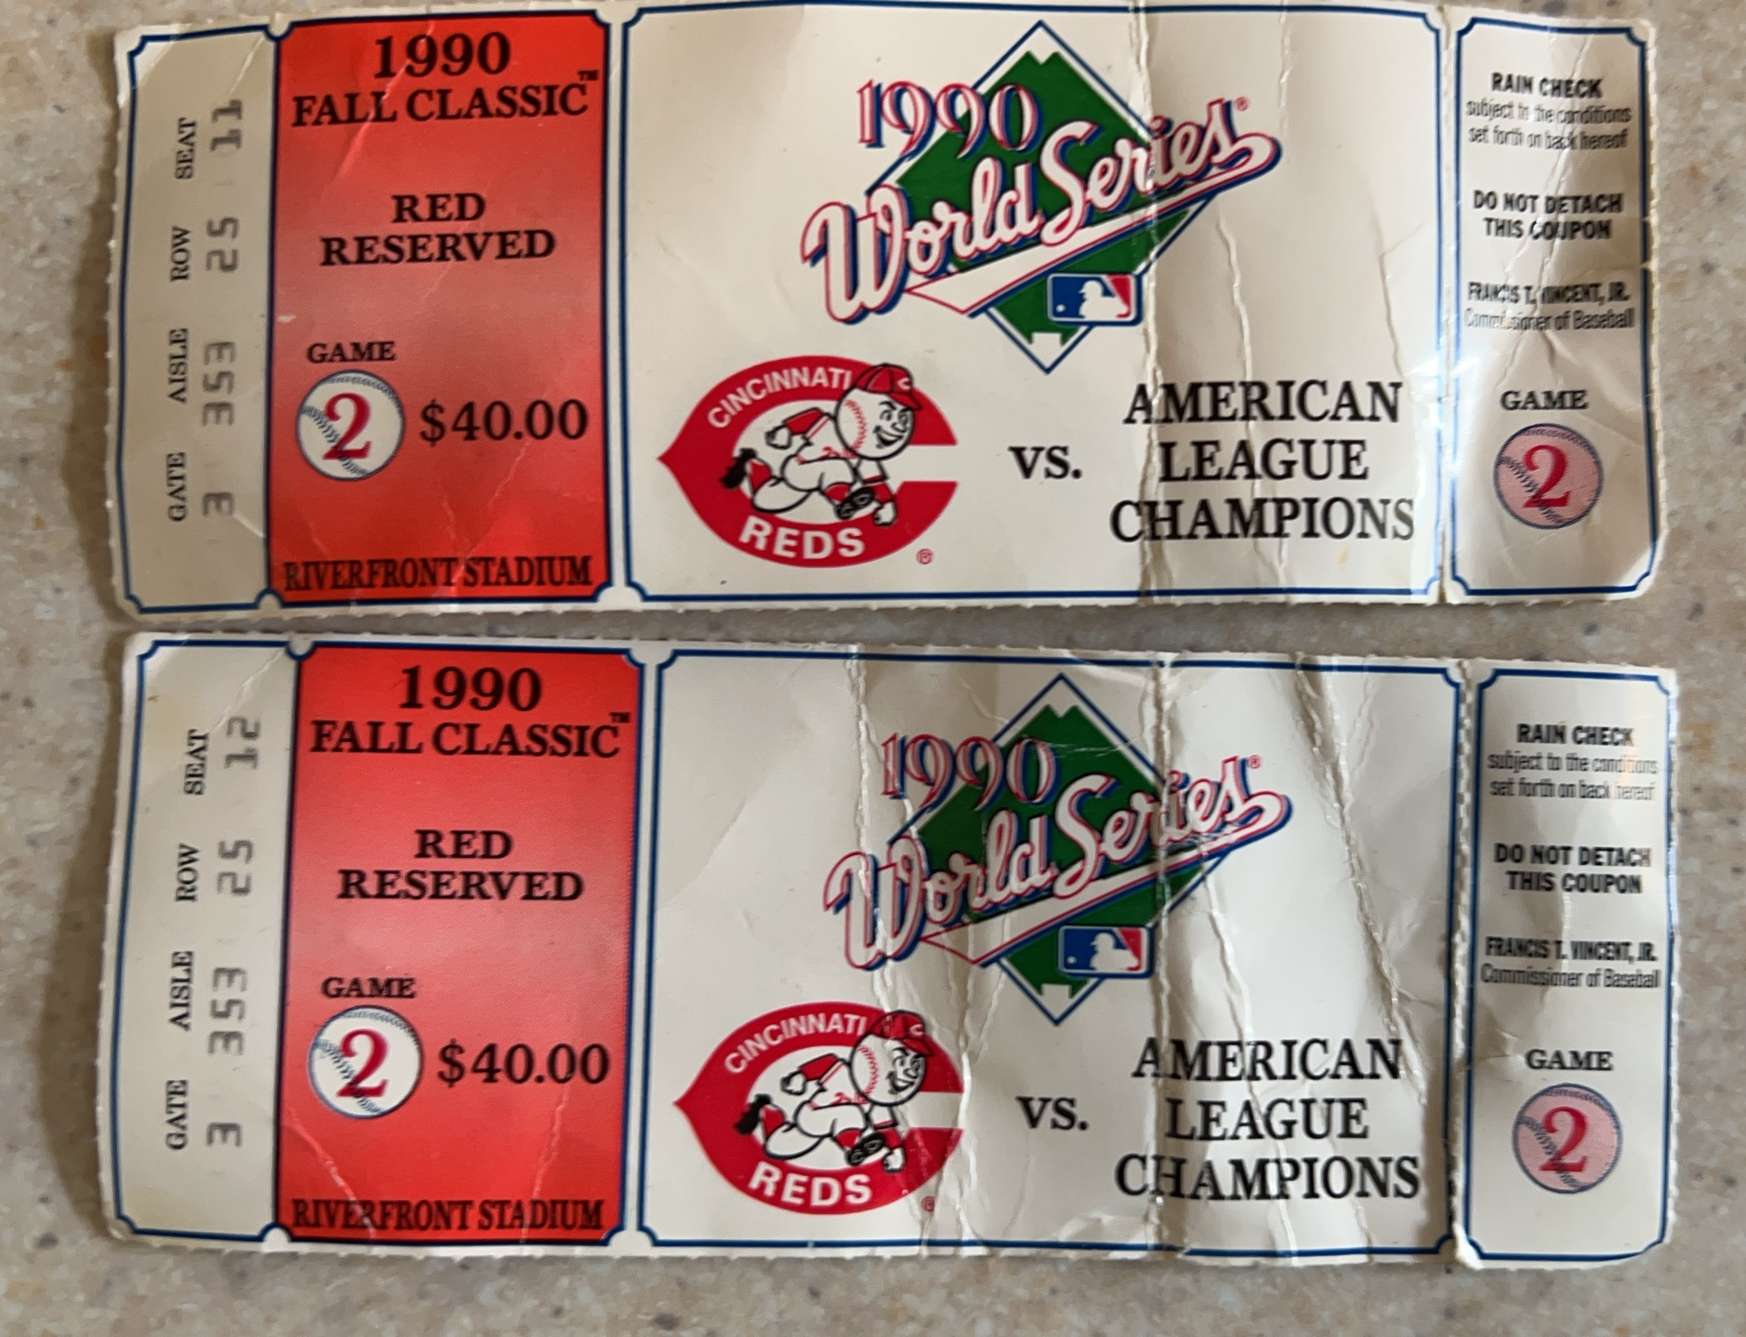 SEAT 11
ROW 25
AISLE 353
GATE 3
1990
FALL CLASSIC™
RED
RESERVED
GAME
2 $40.00
RIVERFRONT STADIUM
1990
World Series®
CINCINNATI
REDS
®
VS.
AMERICAN
LEAGUE
CHAMPIONS
RAIN CHECK
subject to the conditions
set forth on back hereof
DO NOT DETACH
THIS COUPON
FRANCIS T. VINCENT, JR.
Commissioner of Baseball
GAME
2
SEAT 12
ROW 25
AISLE 353
GATE 3
1990
FALL CLASSIC™
RED
RESERVED
GAME
2 $40.00
RIVERFRONT STADIUM
1990
World Series®
CINCINNATI
REDS
®
VS.
AMERICAN
LEAGUE
CHAMPIONS
RAIN CHECK
subject to the conditions
set forth on back hereof
DO NOT DETACH
THIS COUPON
FRANCIS T. VINCENT, JR.
Commissioner of Baseball
GAME
2